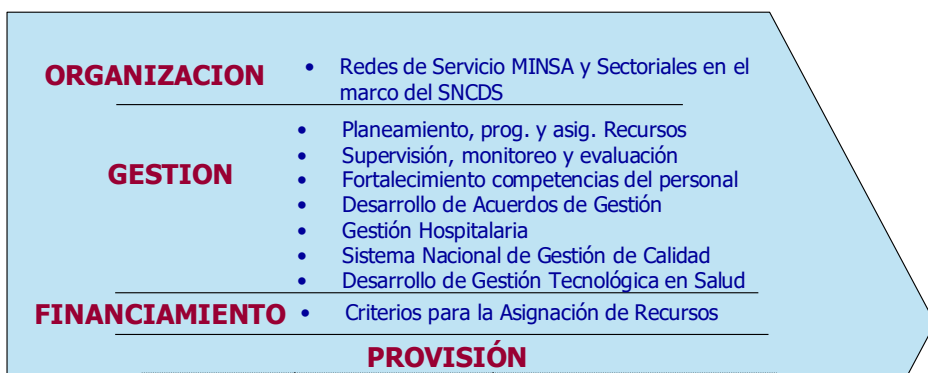 ORGANIZACION
• Redes de Servicio MINSA y Sectoriales en el
marco del SNCDS
GESTION
• Planeamiento, prog. y asig. Recursos
• Supervisión, monitoreo y evaluación
• Fortalecimiento competencias del personal
• Desarrollo de Acuerdos de Gestión
• Gestión Hospitalaria
• Sistema Nacional de Gestión de Calidad
• Desarrollo de Gestión Tecnológica en Salud
FINANCIAMIENTO • Criterios para la Asignación de Recursos
PROVISIÓN